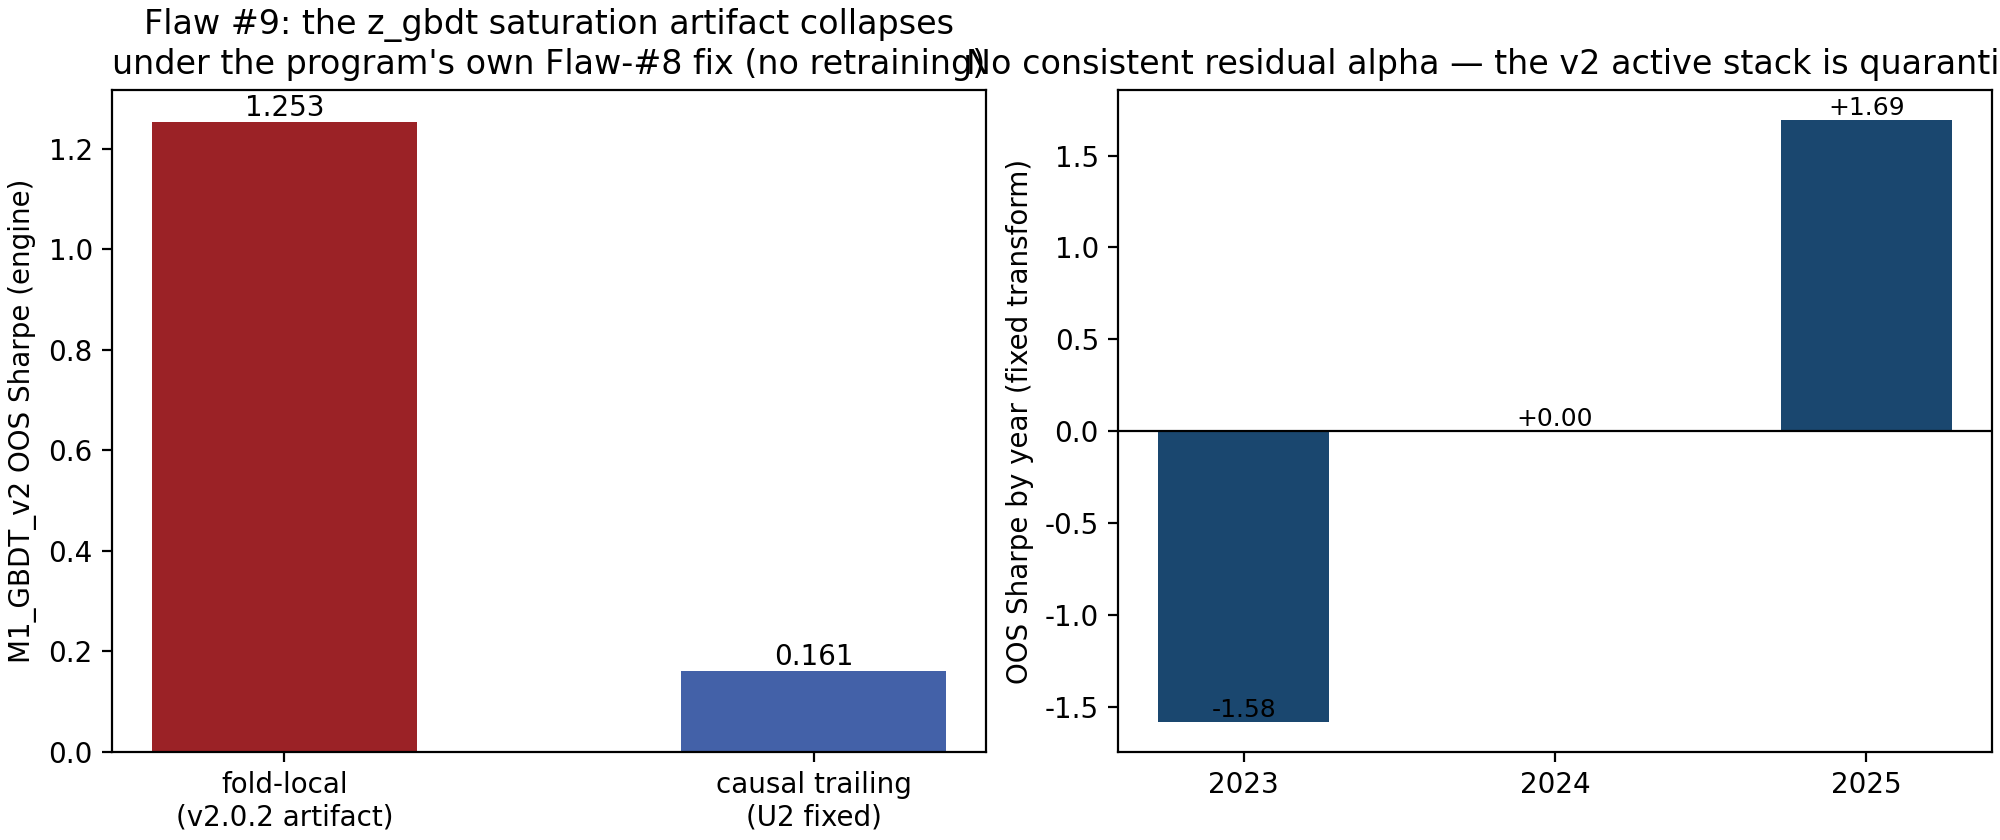 Flaw #9: the z_gbdt saturation artifact collapses
under the program's own Flaw-#8 fix (no retraining)
M1_GBDT_v2 OOS Sharpe (engine)
1.2
1.0
0.8
0.6
0.4
0.2
0.0
1.253
0.161
fold-local
(v2.0.2 artifact)
causal trailing
(U2 fixed)
No consistent residual alpha — the v2 active stack is quaranti
OOS Sharpe by year (fixed transform)
1.5
1.0
0.5
0.0
-0.5
-1.0
-1.5
-1.58
+0.00
+1.69
2023
2024
2025